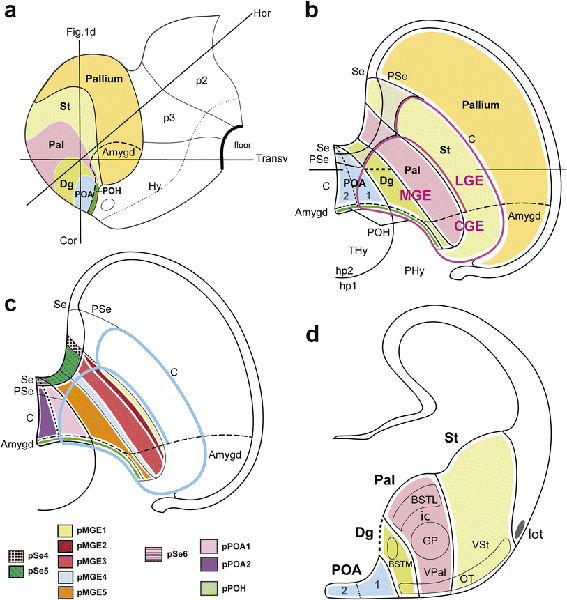 a
Fig.1d
Hor
Pallium
p2
St
p3
Pal
Amygd
floor
Transv
Dg
POH
POA
Hy
Cor
b
Se
PSe
Pallium
C
St
Se
PSe
Pal
LGE
C
POA
Dg
2
1
MGE
Amygd
CGE
Amygd
POH
THy
hp2
PHy
hp1
c
Se
PSe
C
Se
PSe
C
Amygd
Amygd
pSe4
pSe5
pMGE1
pMGE2
pMGE3
pMGE4
pMGE5
pSe6
pPOA1
pPOA2
pPOH
d
St
Pal
BSTL
ic
Dg
GP
lot
BSTM
VSt
POA
VPal
OT
2
1